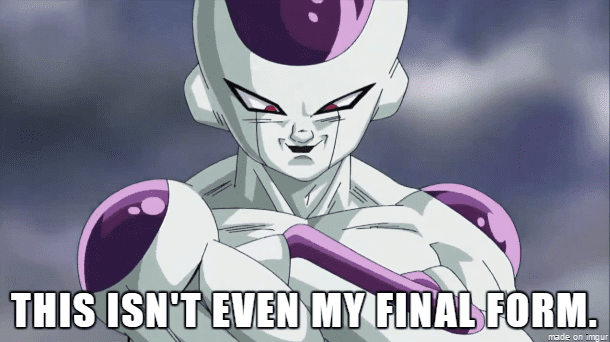 THIS ISN'T EVEN MY FINAL FORM.
made on imgur